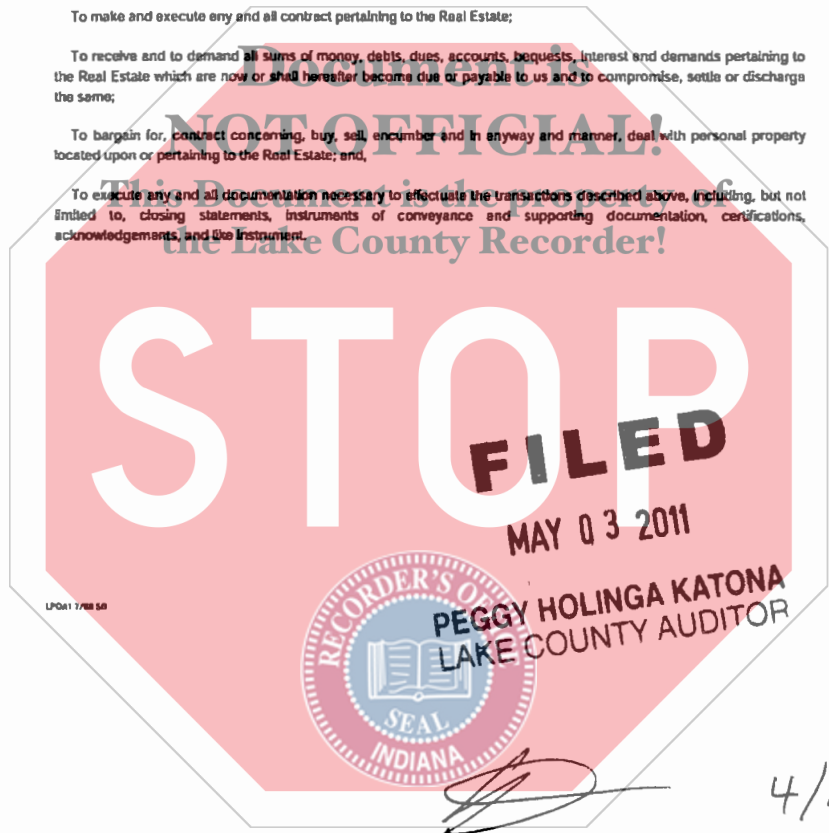 To make and execute eny and all contract pertaining to the Real Estate;
To receive and to demand all sums of money, debts, dues, accounts, bequests, interest and demands pertaining to
the Real Estate which are now or shall hereafter become due or payable to us and to compromise, settle or discharge
the same;
Document is
To bargain for, contract concerning, buy, sell, encumber and in anyway and manner, deal with personal property
located upon or pertaining to the Real Estate; and,
NOT OFFICIAL!
To execute any and all documentation necessary to effectuate the transactions described above, including, but not
limited to, closing statements, instruments of conveyance and supporting documentation, certifications,
acknowledgements, and like instrument.
This Document is the property of
the Lake County Recorder!
STOP
FILED
MAY 03 2011
PEGGY HOLINGA KATONA
LAKE COUNTY AUDITOR
LPOA1 7/88 SB
RECORDER'S OFFICE
SEAL
INDIANA
4/